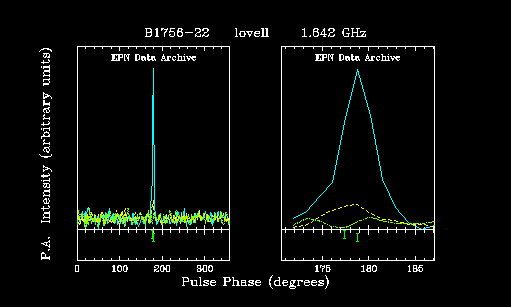 B1756-22 lovell 1.642 GHz
EPN Data Archive EPN Data Archive
P.A. Intensity (arbitrary units)
0 100 200 300 175 180 185
Pulse Phase (degrees)